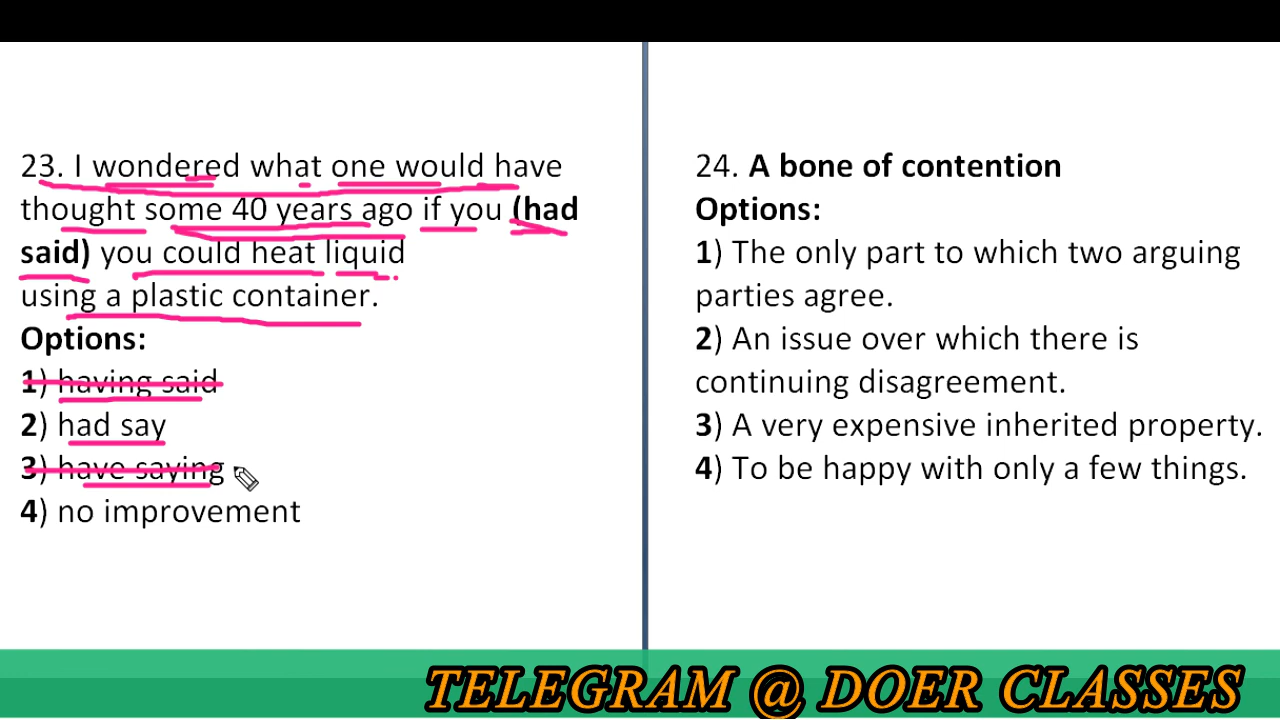 23. I wondered what one would have
thought some 40 years ago if you (had
said) you could heat liquid
using a plastic container.
Options:
1) having said
2) had say
3) have saying
4) no improvement
24. A bone of contention
Options:
1) The only part to which two arguing
parties agree.
2) An issue over which there is
continuing disagreement.
3) A very expensive inherited property.
4) To be happy with only a few things.
TELEGRAM @ DOER CLASSES